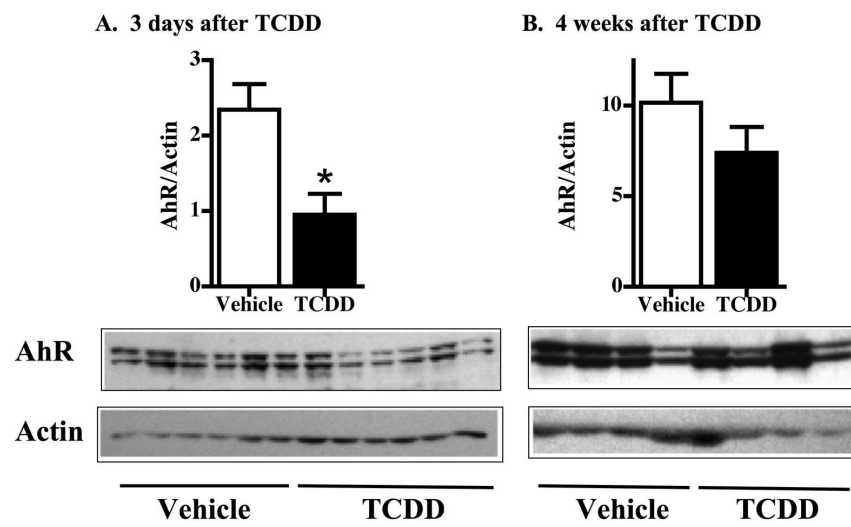 A. 3 days after TCDD
3
2
1
0
AhR/Actin
*
Vehicle TCDD
B. 4 weeks after TCDD
10
5
0
AhR/Actin
Vehicle TCDD
AhR
Actin
Vehicle TCDD
Vehicle TCDD